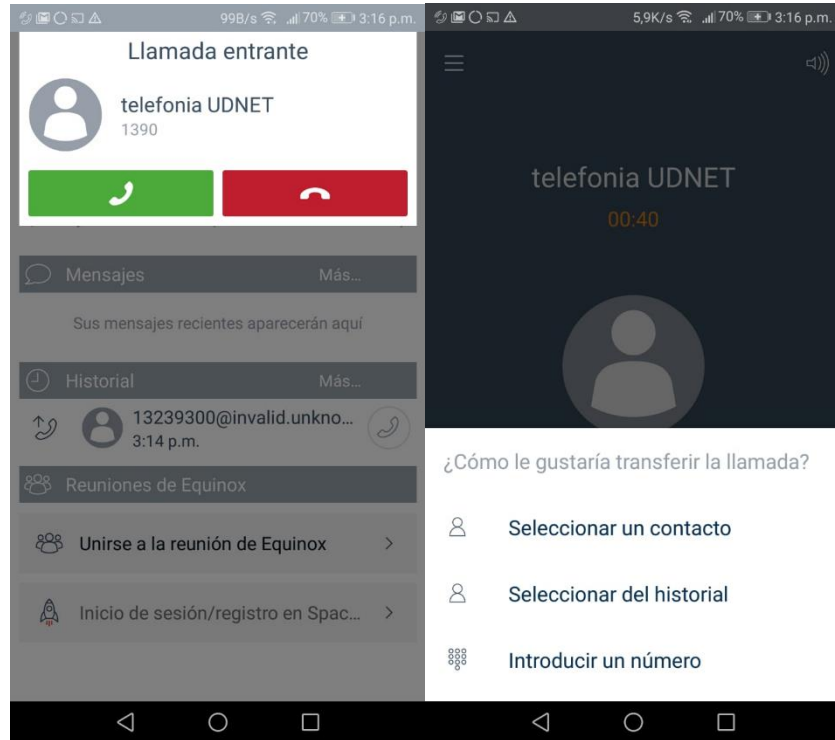 99B/s 70% 3:16 p.m.
Llamada entrante
telefonia UDNET
1390
Mensajes Más...
Sus mensajes recientes aparecerán aquí
Historial Más...
13239300@invalid.unkno...
3:14 p.m.
Reuniones de Equinox
Unirse a la reunión de Equinox
Inicio de sesión/registro en Spac...
5,9K/s 70% 3:16 p.m.
telefonia UDNET
00:40
¿Cómo le gustaría transferir la llamada?
Seleccionar un contacto
Seleccionar del historial
Introducir un número